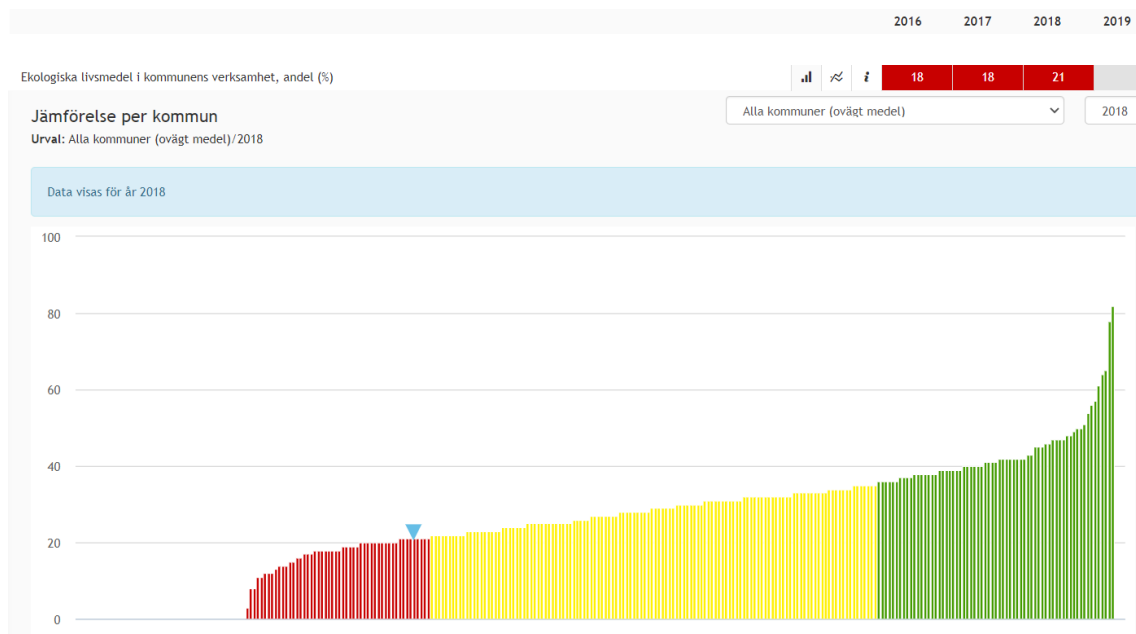 2016 2017 2018 2019
Ekologiska livsmedel i kommunens verksamhet, andel (%) i 18 18 21
Jämförelse per kommun
Alla kommuner (ovägt medel) 2018
Urval: Alla kommuner (ovägt medel)/2018
Data visas för år 2018
100
80
60
40
20
0